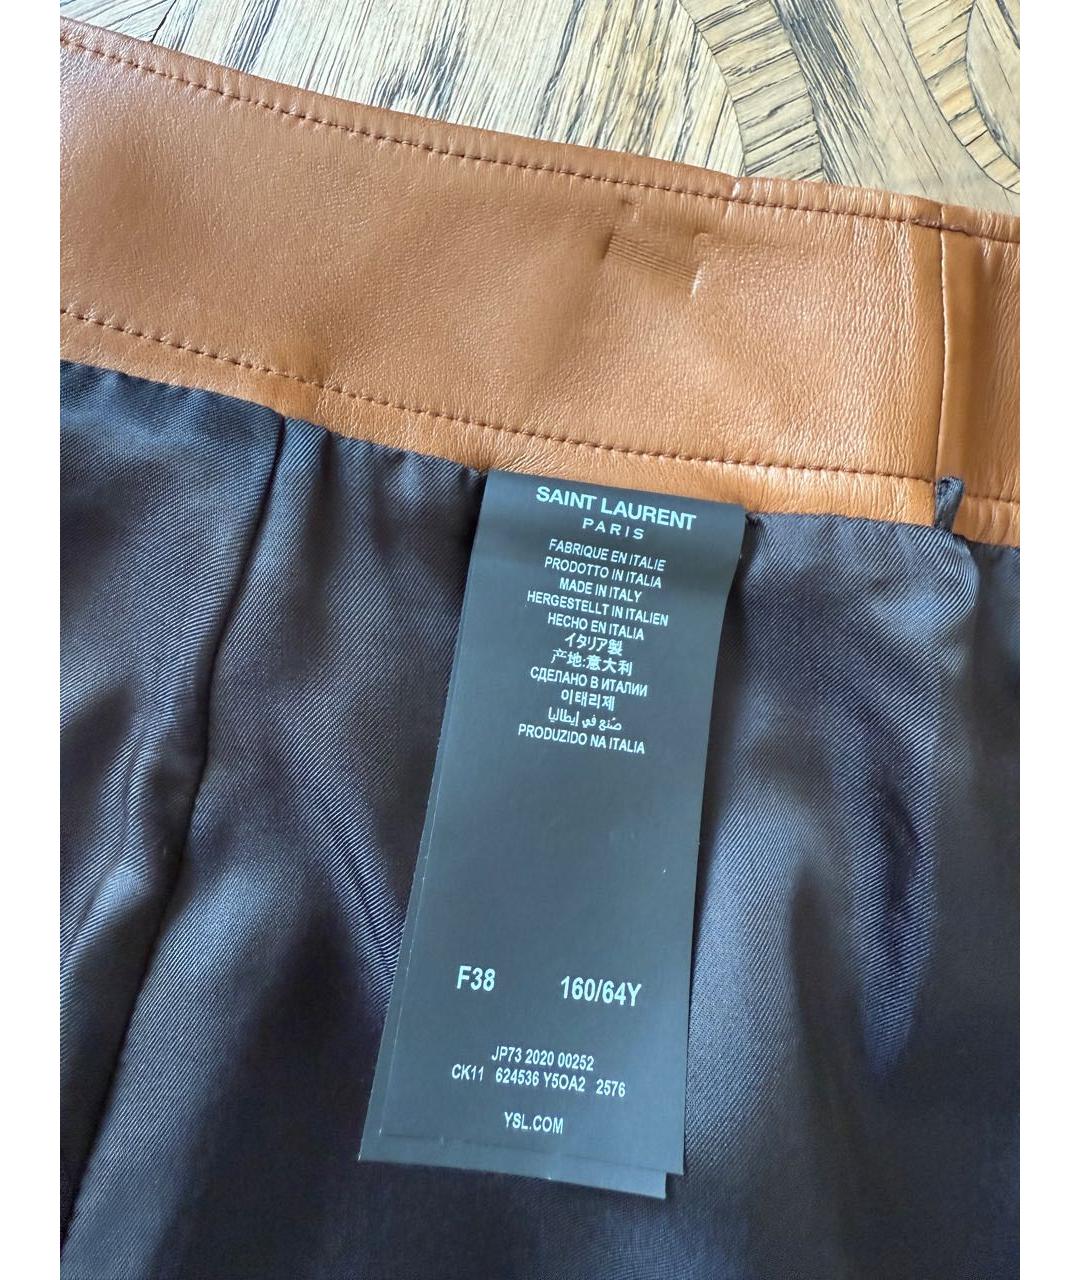 SAINT LAURENT
PARIS
FABRIQUE EN ITALIE
PRODOTTO IN ITALIA
MADE IN ITALY
HERGESTELLT IN ITALIEN
HECHO EN ITALIA
イタリア製
产地:意大利
СДЕЛАНО В ИТАЛИИ
이태리제
صنع في إيطاليا
PRODUZIDO NA ITALIA
F38 160/64Y
JP73 2020 00252
CK11 624536 Y5OA2 2576
YSL.COM